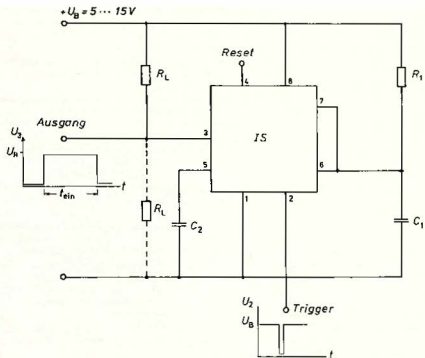 +U_B = 5 ··· 15 V
Reset
R_L
R_1
4
8
7
Ausgang
U_3
U_H
3
IS
t
t_ein
5
6
R_L
C_2
1
2
C_1
U_2
Trigger
U_B
t